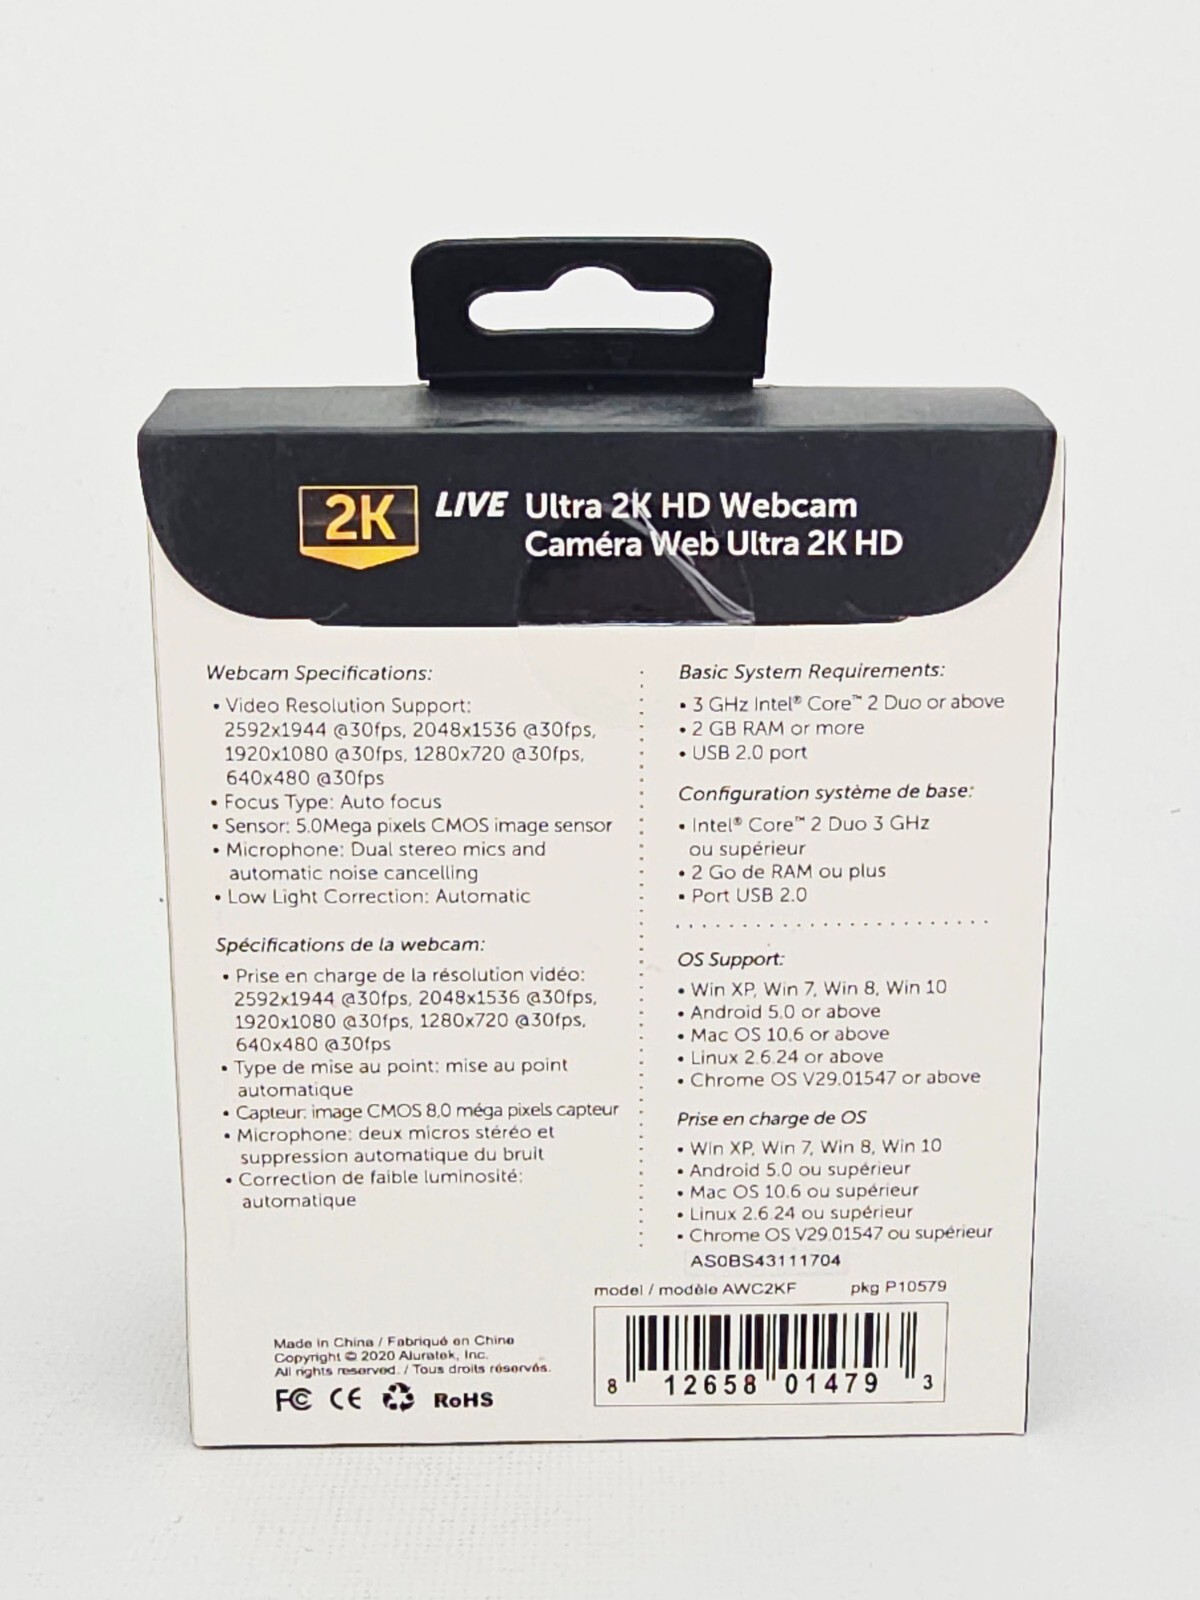 2K
LIVE Ultra 2K HD Webcam
Caméra Web Ultra 2K HD
Webcam Specifications:
• Video Resolution Support:
2592x1944 @30fps, 2048x1536 @30fps,
1920x1080 @30fps, 1280x720 @30fps,
640x480 @30fps
• Focus Type: Auto focus
• Sensor: 5.0Mega pixels CMOS image sensor
• Microphone: Dual stereo mics and
automatic noise cancelling
• Low Light Correction: Automatic
Spécifications de la webcam:
• Prise en charge de la résolution vidéo:
2592x1944 @30fps, 2048x1536 @30fps,
1920x1080 @30fps, 1280x720 @30fps,
640x480 @30fps
• Type de mise au point: mise au point
automatique
• Capteur: image CMOS 8,0 méga pixels capteur
• Microphone: deux micros stéréo et
suppression automatique du bruit
• Correction de faible luminosité:
automatique
Basic System Requirements:
• 3 GHz Intel® Core™ 2 Duo or above
• 2 GB RAM or more
• USB 2.0 port
Configuration système de base:
• Intel® Core™ 2 Duo 3 GHz
ou supérieur
• 2 Go de RAM ou plus
• Port USB 2.0
OS Support:
• Win XP, Win 7, Win 8, Win 10
• Android 5.0 or above
• Mac OS 10.6 or above
• Linux 2.6.24 or above
• Chrome OS V29.01547 or above
Prise en charge de OS
• Win XP, Win 7, Win 8, Win 10
• Android 5.0 ou supérieur
• Mac OS 10.6 ou supérieur
• Linux 2.6.24 ou supérieur
• Chrome OS V29.01547 ou supérieur
AS0BS43111704
model / modèle AWC2KF pkg P10579
8 12658 01479 3
Made in China / Fabriqué en Chine
Copyright © 2020 Aluratek, Inc.
All rights reserved. / Tous droits réservés.
FC CE RoHS